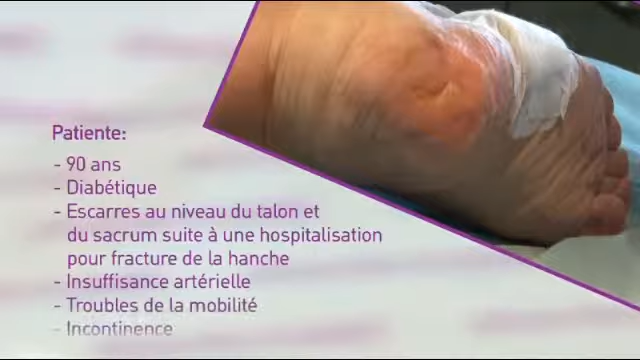 Patiente:
- 90 ans
- Diabétique
- Escarres au niveau du talon et
du sacrum suite à une hospitalisation
pour fracture de la hanche
- Insuffisance artérielle
- Troubles de la mobilité
- Incontinence